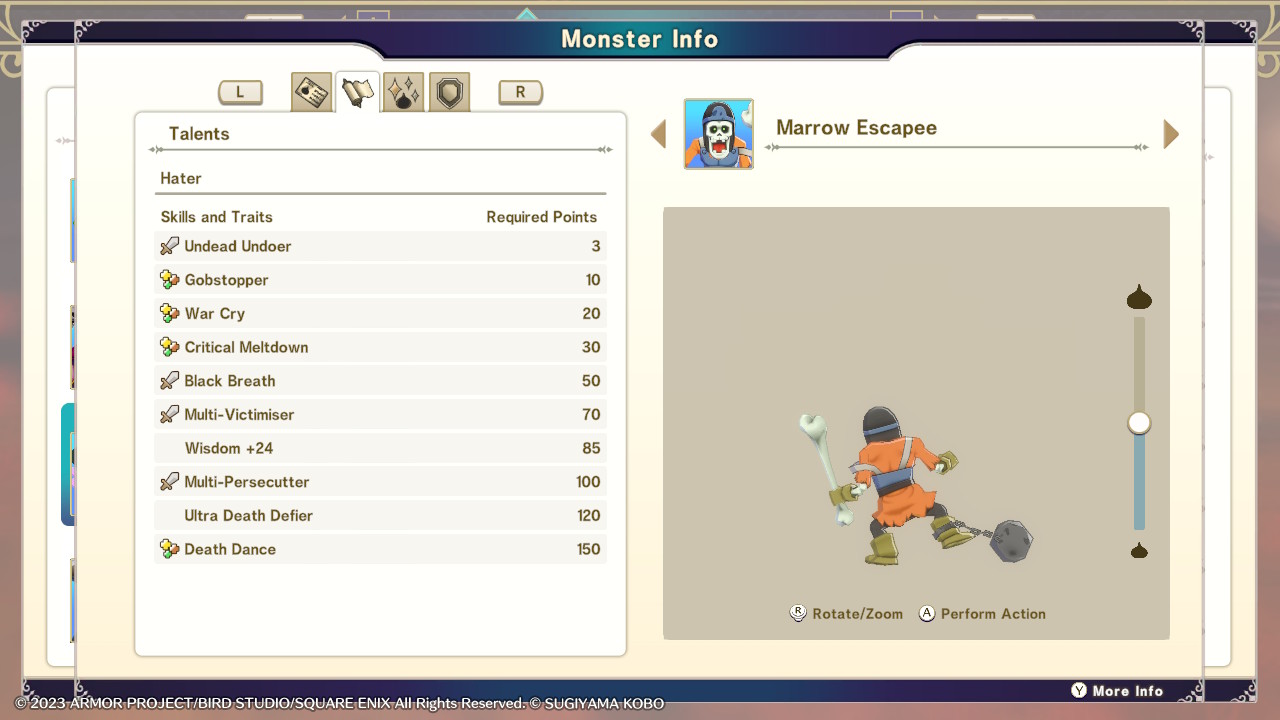 Monster Info
L
R
Talents
Hater
Skills and Traits Required Points
Undead Undoer 3
Gobstopper 10
War Cry 20
Critical Meltdown 30
Black Breath 50
Multi-Victimiser 70
Wisdom +24 85
Multi-Persecutter 100
Ultra Death Defier 120
Death Dance 150
Marrow Escapee
R Rotate/Zoom A Perform Action
Y More Info
© 2023 ARMOR PROJECT/BIRD STUDIO/SQUARE ENIX All Rights Reserved. © SUGIYAMA KOBO